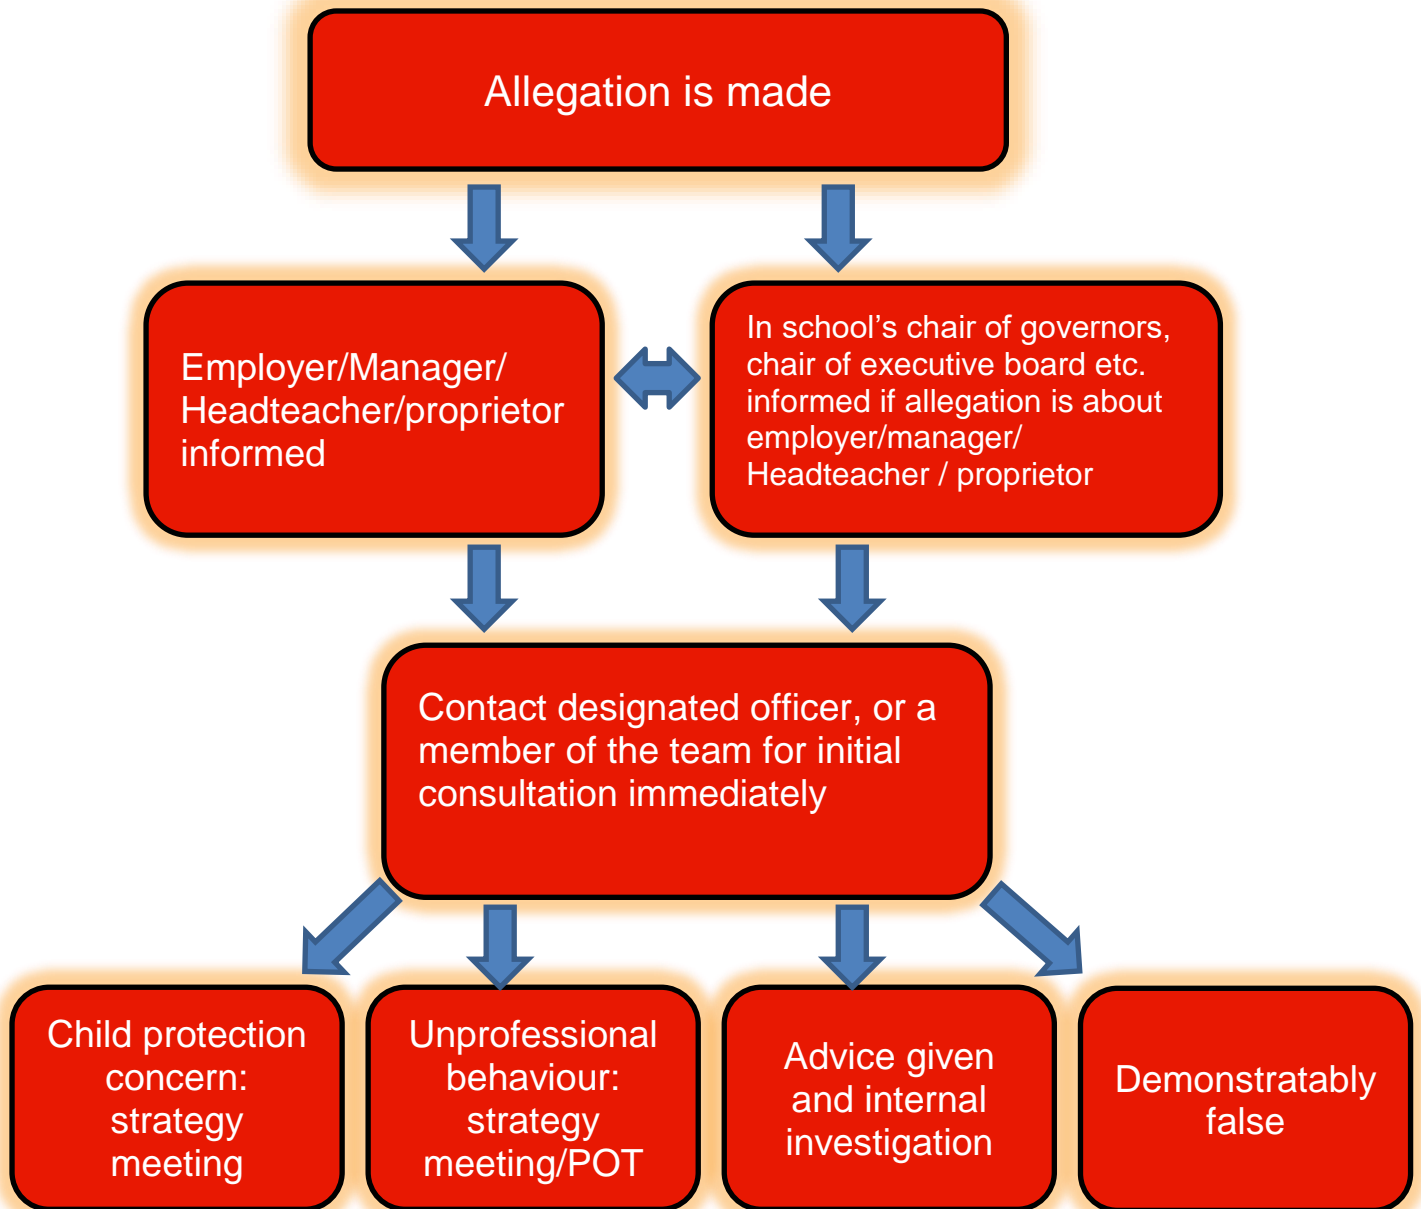 Allegation is made
Employer/Manager/
Headteacher/proprietor
informed
In school’s chair of governors,
chair of executive board etc.
informed if allegation is about
employer/manager/
Headteacher / proprietor
Contact designated officer, or a
member of the team for initial
consultation immediately
Child protection
concern:
strategy
meeting
Unprofessional
behaviour:
strategy
meeting/POT
Advice given
and internal
investigation
Demonstratably
false